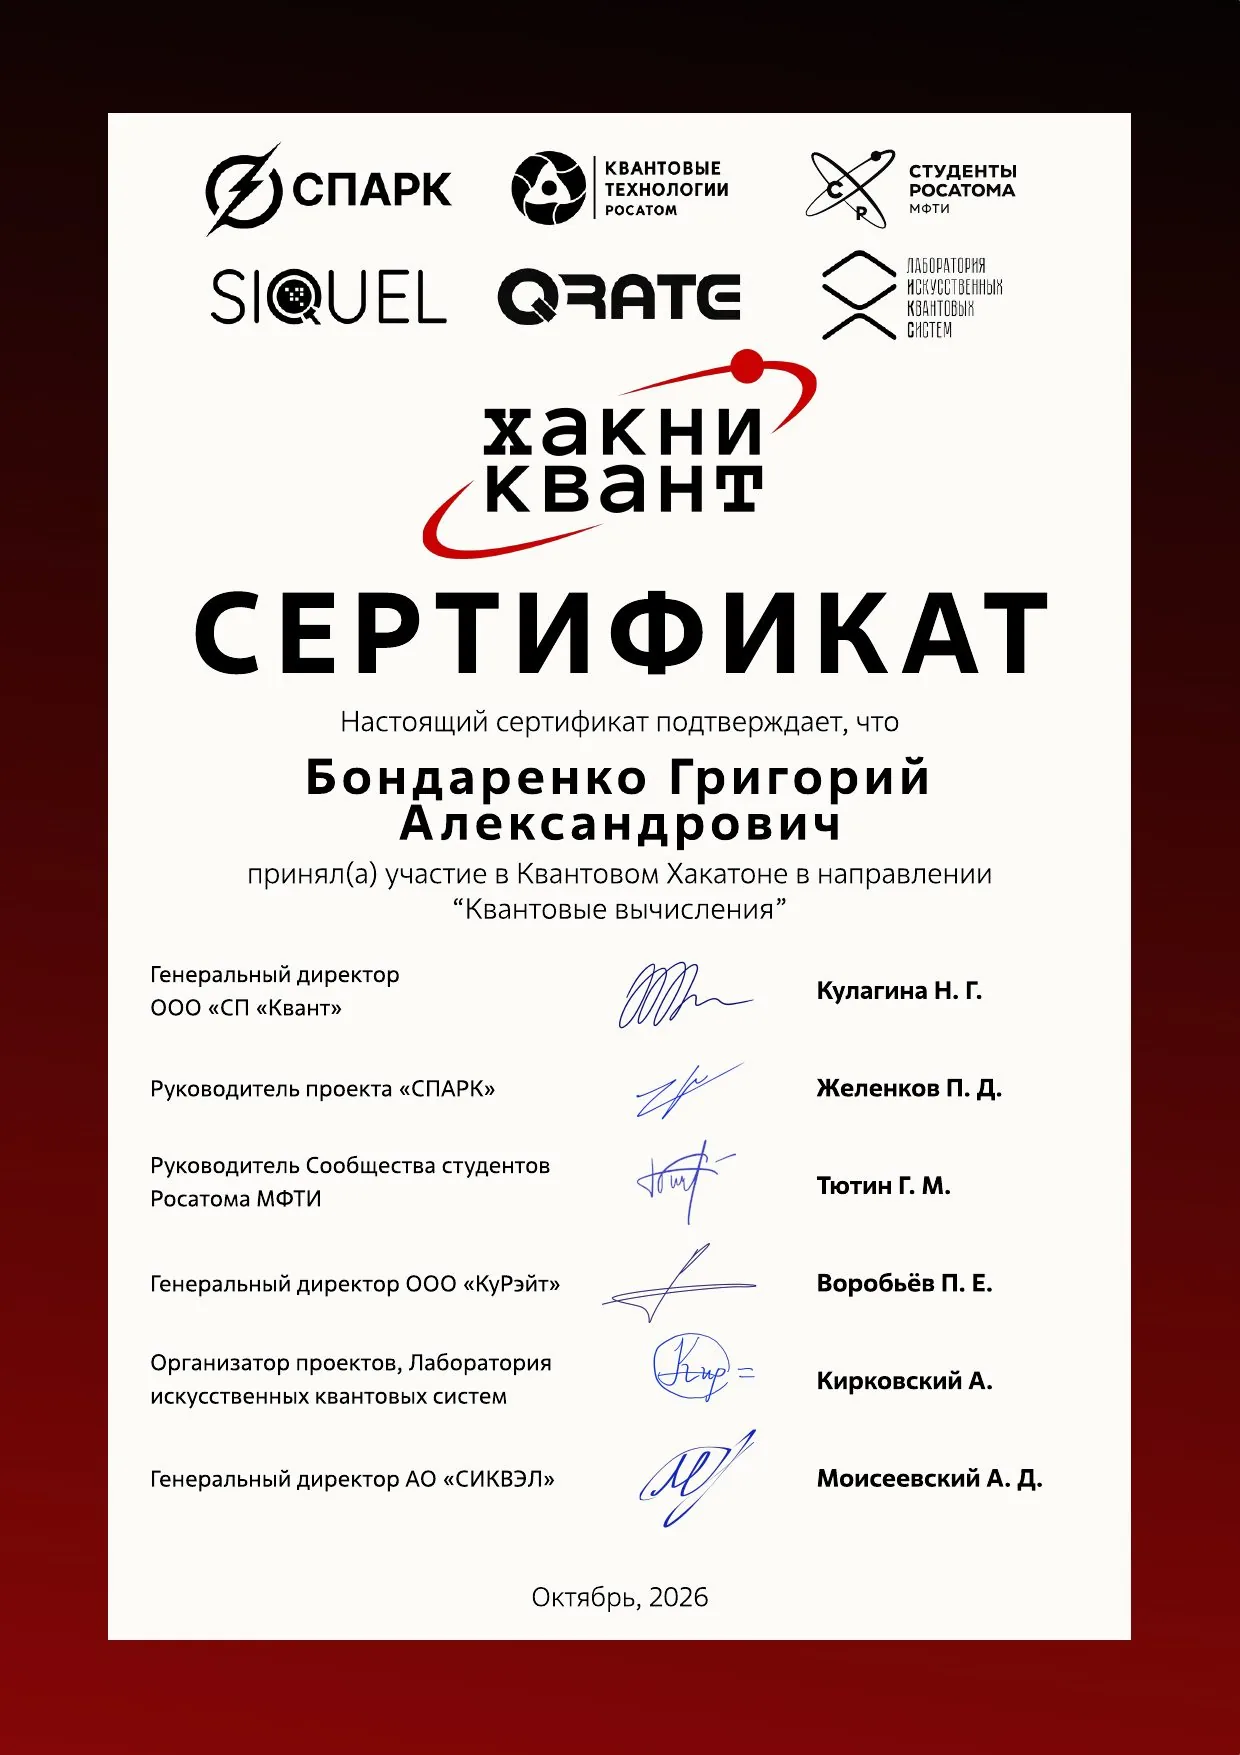 СПАРК
КВАНТОВЫЕ
ТЕХНОЛОГИИ
РОСАТОМ
С
Р
СТУДЕНТЫ
РОСАТОМА
МФТИ
SIQUEL
QRATE
ЛАБОРАТОРИЯ
ИСКУССТВЕННЫХ
КВАНТОВЫХ
СИСТЕМ
хакни
квант
СЕРТИФИКАТ
Настоящий сертификат подтверждает, что
Бондаренко Григорий
Александрович
принял(а) участие в Квантовом Хакатоне в направлении
“Квантовые вычисления”
Генеральный директор
ООО «СП «Квант»
Кулагина Н. Г.
Руководитель проекта «СПАРК»
Желенков П. Д.
Руководитель Сообщества студентов
Росатома МФТИ
Тютин Г. М.
Генеральный директор ООО «КуРэйт»
Воробьёв П. Е.
Организатор проектов, Лаборатория
искусственных квантовых систем
Кирковский А.
Генеральный директор АО «СИКВЭЛ»
Моисеевский А. Д.
Октябрь, 2026